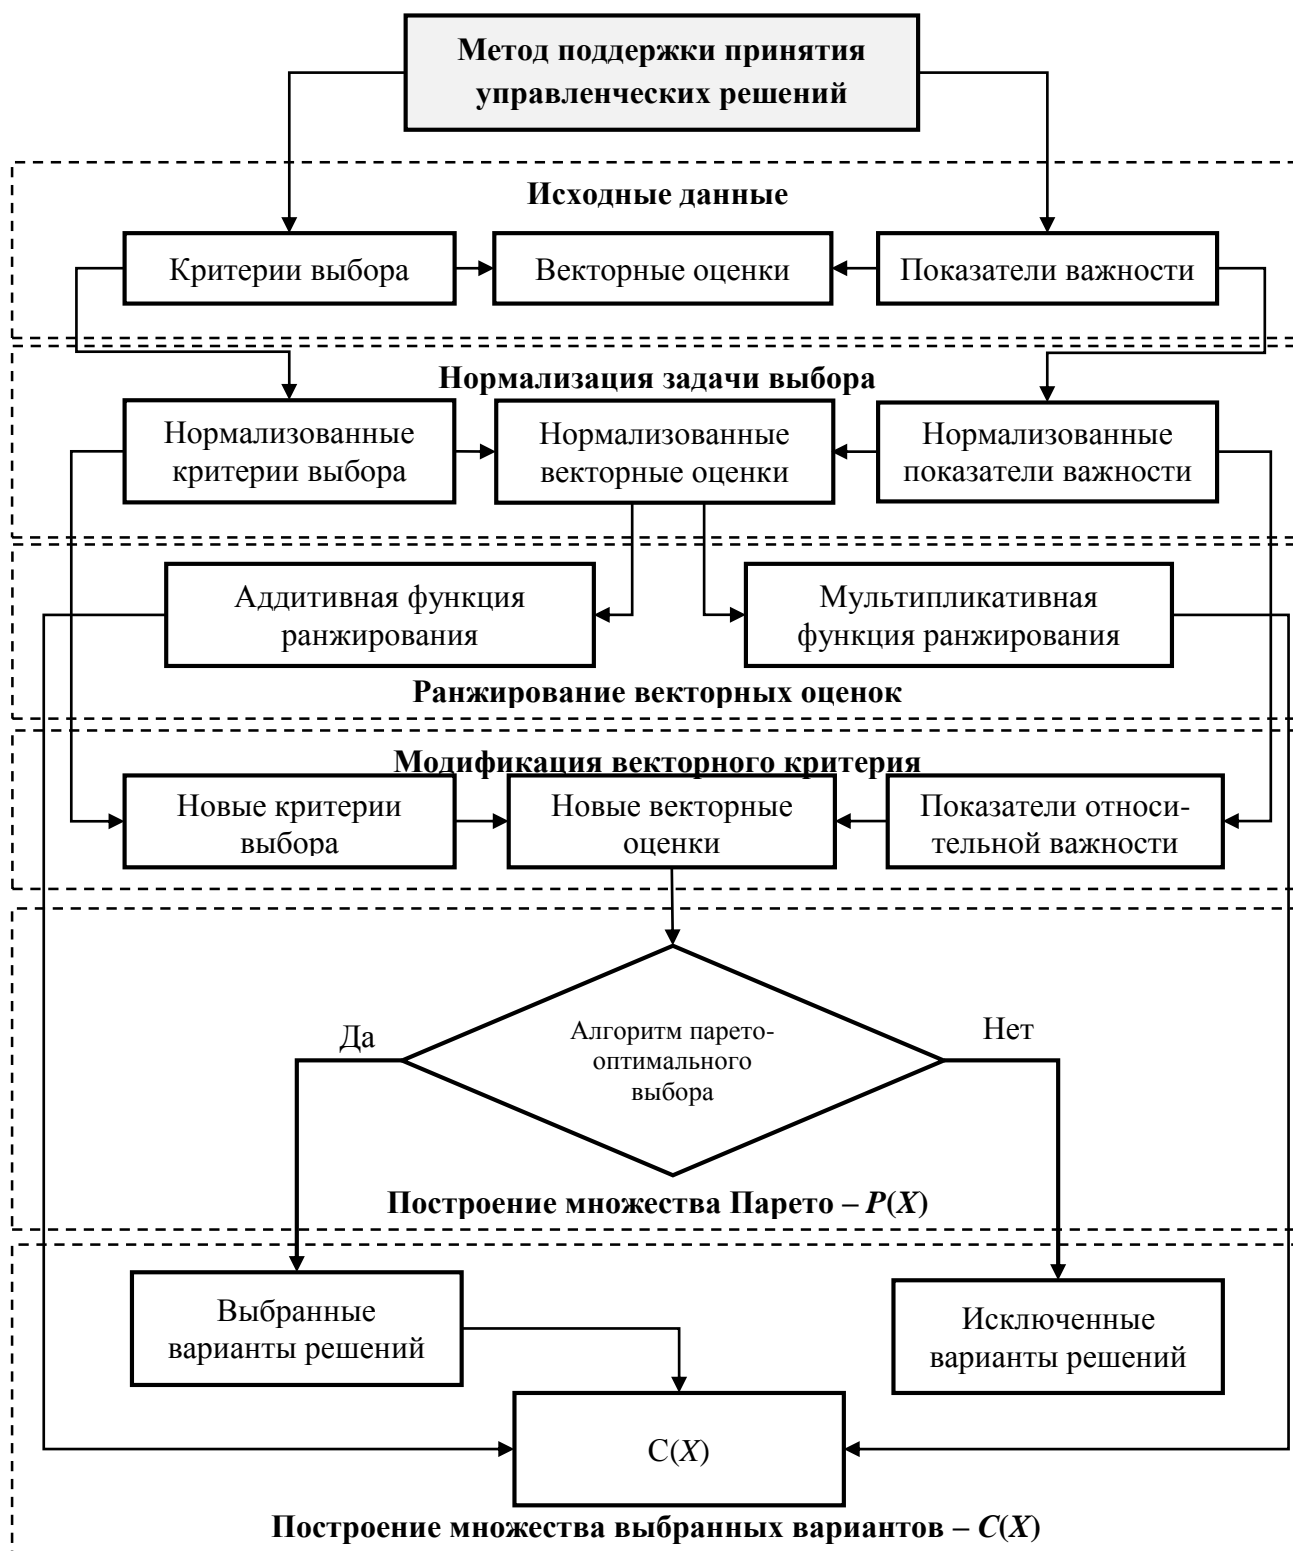 Метод поддержки принятия
управленческих решений
Исходные данные
Критерии выбора
Векторные оценки
Показатели важности
Нормализация задачи выбора
Нормализованные
критерии выбора
Нормализованные
векторные оценки
Нормализованные
показатели важности
Аддитивная функция
ранжирования
Мультипликативная
функция ранжирования
Ранжирование векторных оценок
Модификация векторного критерия
Новые критерии
выбора
Новые векторные
оценки
Показатели относи-
тельной важности
Да
Алгоритм парето-
оптимального
выбора
Нет
Построение множества Парето – P(X)
Выбранные
варианты решений
Исключенные
варианты решений
C(X)
Построение множества выбранных вариантов – C(X)